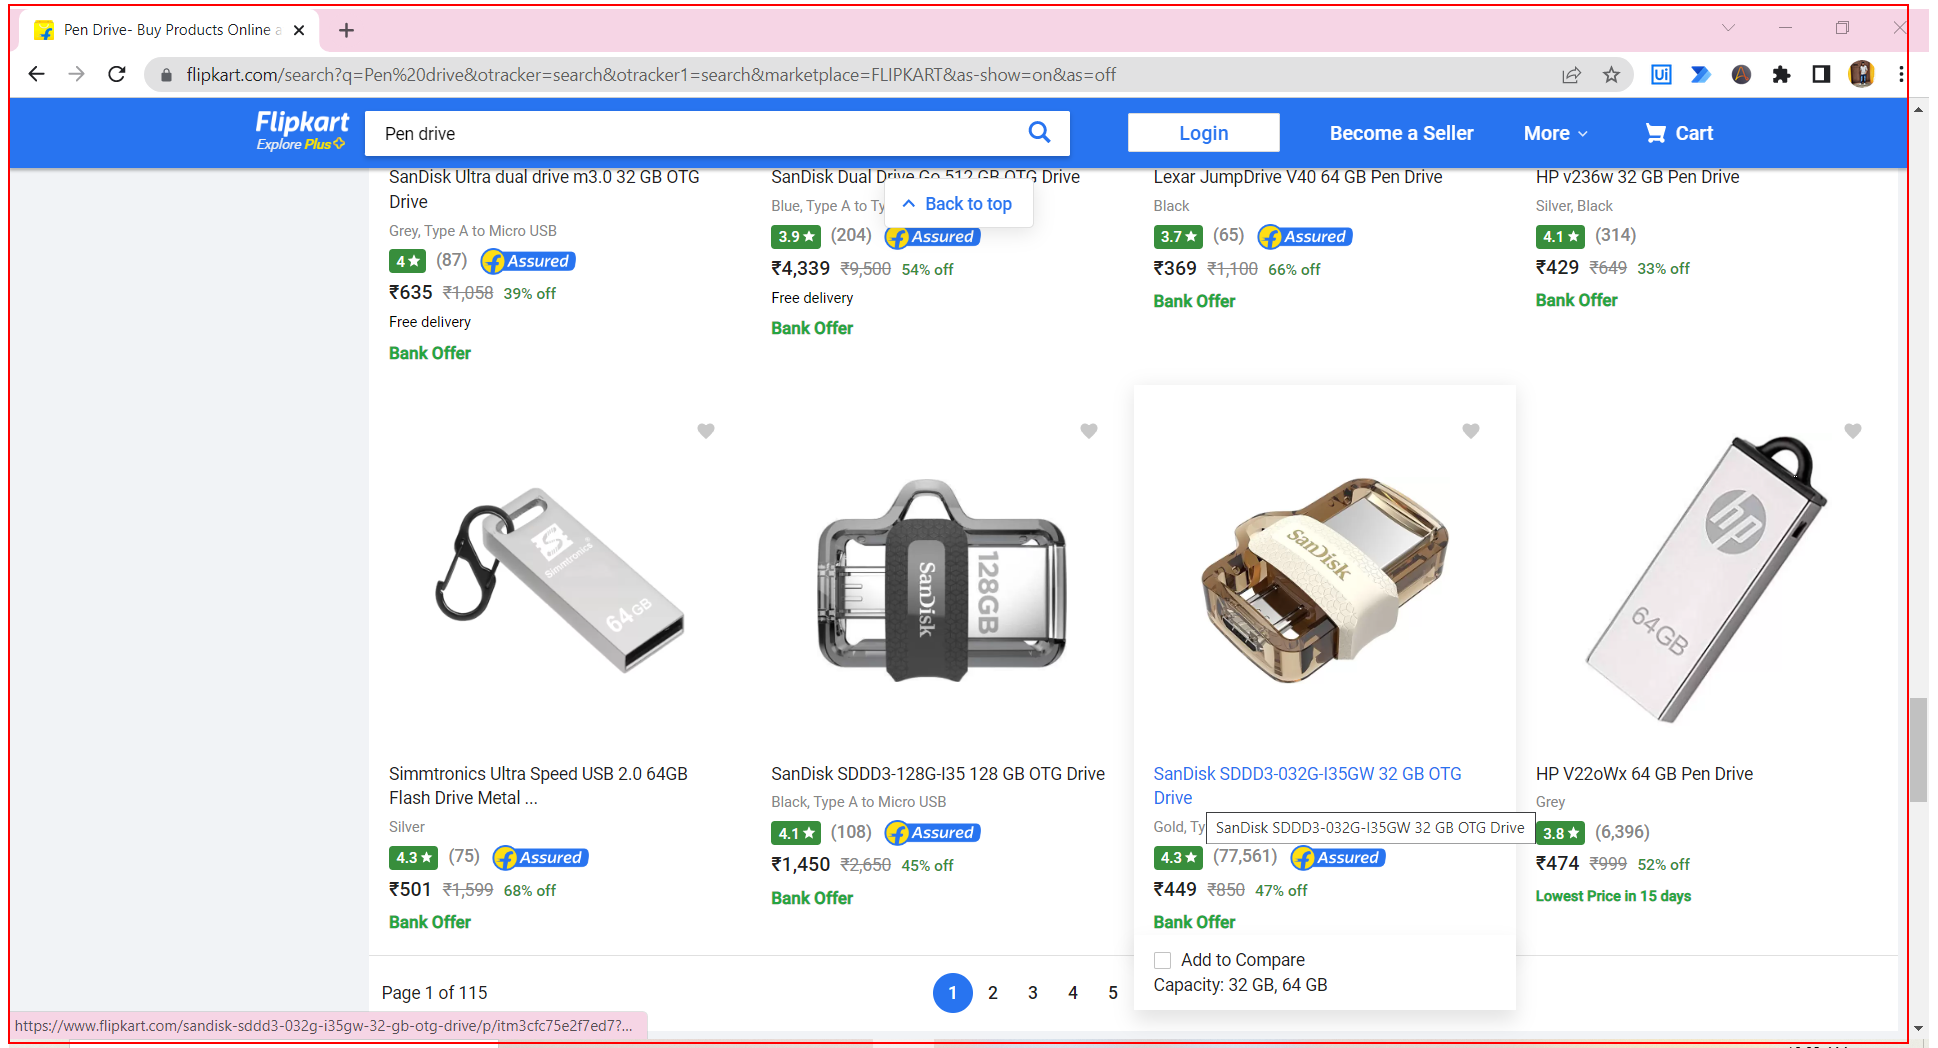 Pen Drive- Buy Products Online a
flipkart.com/search?q=Pen%20drive&otracker=search&otracker1=search&marketplace=FLIPKART&as-show=on&as=off
Ui
Flipkart
Explore Plus
Pen drive
Login
Become a Seller
More
Cart
Back to top
SanDisk Ultra dual drive m3.0 32 GB OTG
Drive
Grey, Type A to Micro USB
4★ (87) Assured
₹635 ₹1,058 39% off
Free delivery
Bank Offer
SanDisk Dual Drive Go 512 GB OTG Drive
Blue, Type A to Ty
3.9★ (204) Assured
₹4,339 ₹9,500 54% off
Free delivery
Bank Offer
Lexar JumpDrive V40 64 GB Pen Drive
Black
3.7★ (65) Assured
₹369 ₹1,100 66% off
Bank Offer
HP v236w 32 GB Pen Drive
Silver, Black
4.1★ (314)
₹429 ₹649 33% off
Bank Offer
Simmtronics
64GB
SanDisk
128GB
SanDisk
hp
64GB
Simmtronics Ultra Speed USB 2.0 64GB
Flash Drive Metal ...
Silver
4.3★ (75) Assured
₹501 ₹1,599 68% off
Bank Offer
SanDisk SDDD3-128G-I35 128 GB OTG Drive
Black, Type A to Micro USB
4.1★ (108) Assured
₹1,450 ₹2,650 45% off
Bank Offer
SanDisk SDDD3-032G-I35GW 32 GB OTG
Drive
Gold, Ty
SanDisk SDDD3-032G-I35GW 32 GB OTG Drive
4.3★ (77,561) Assured
₹449 ₹850 47% off
Bank Offer
Add to Compare
Capacity: 32 GB, 64 GB
HP V22oWx 64 GB Pen Drive
Grey
3.8★ (6,396)
₹474 ₹999 52% off
Lowest Price in 15 days
Page 1 of 115
1 2 3 4 5
https://www.flipkart.com/sandisk-sddd3-032g-i35gw-32-gb-otg-drive/p/itm3cfc75e2f7ed7?...